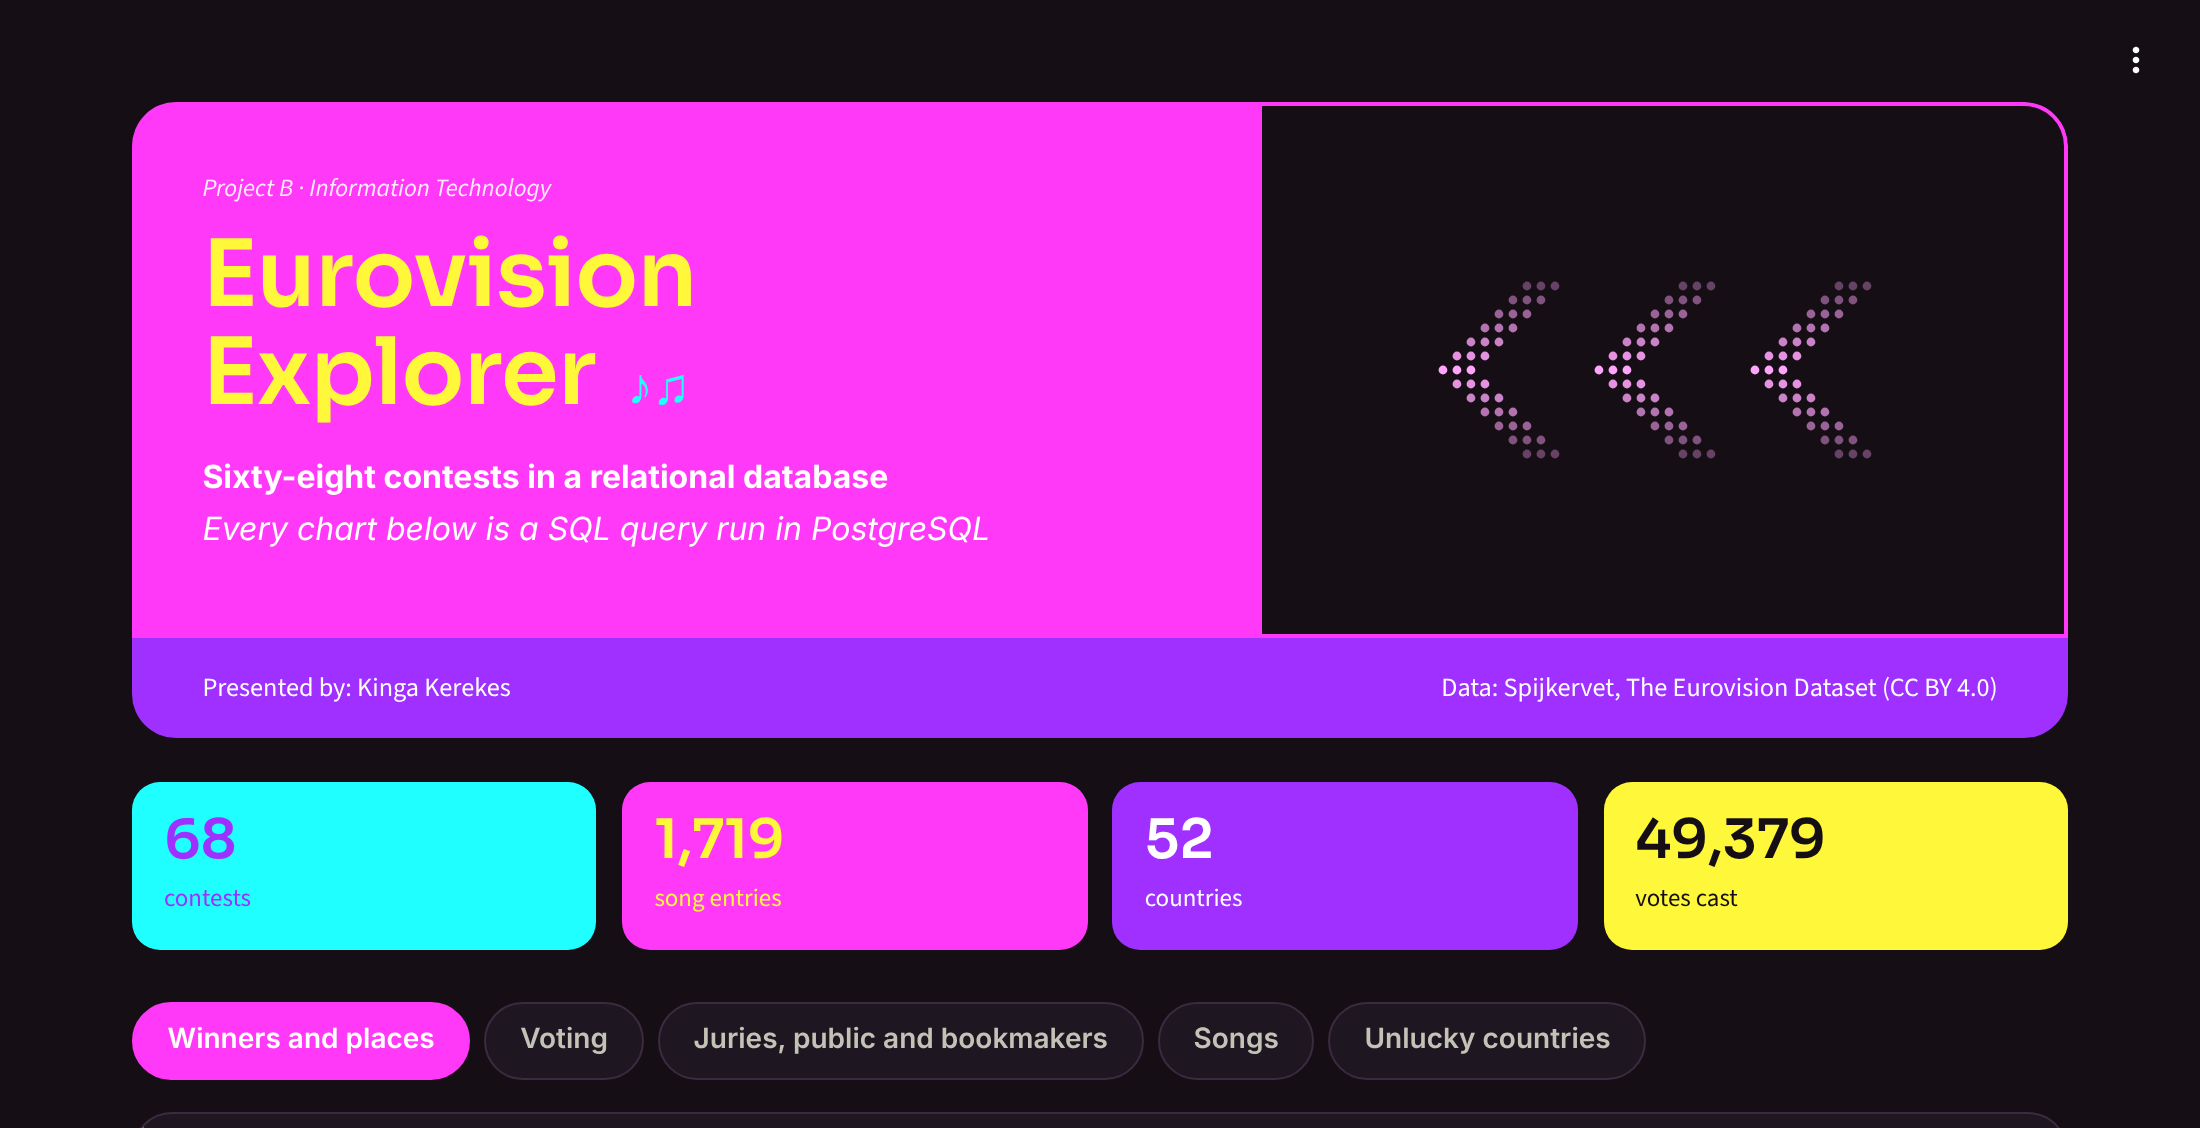 Project B · Information Technology
Eurovision
Explorer ♪♫
Sixty-eight contests in a relational database
Every chart below is a SQL query run in PostgreSQL
Presented by: Kinga Kerekes
Data: Spijkervet, The Eurovision Dataset (CC BY 4.0)
68
contests
1,719
song entries
52
countries
49,379
votes cast
Winners and places
Voting
Juries, public and bookmakers
Songs
Unlucky countries